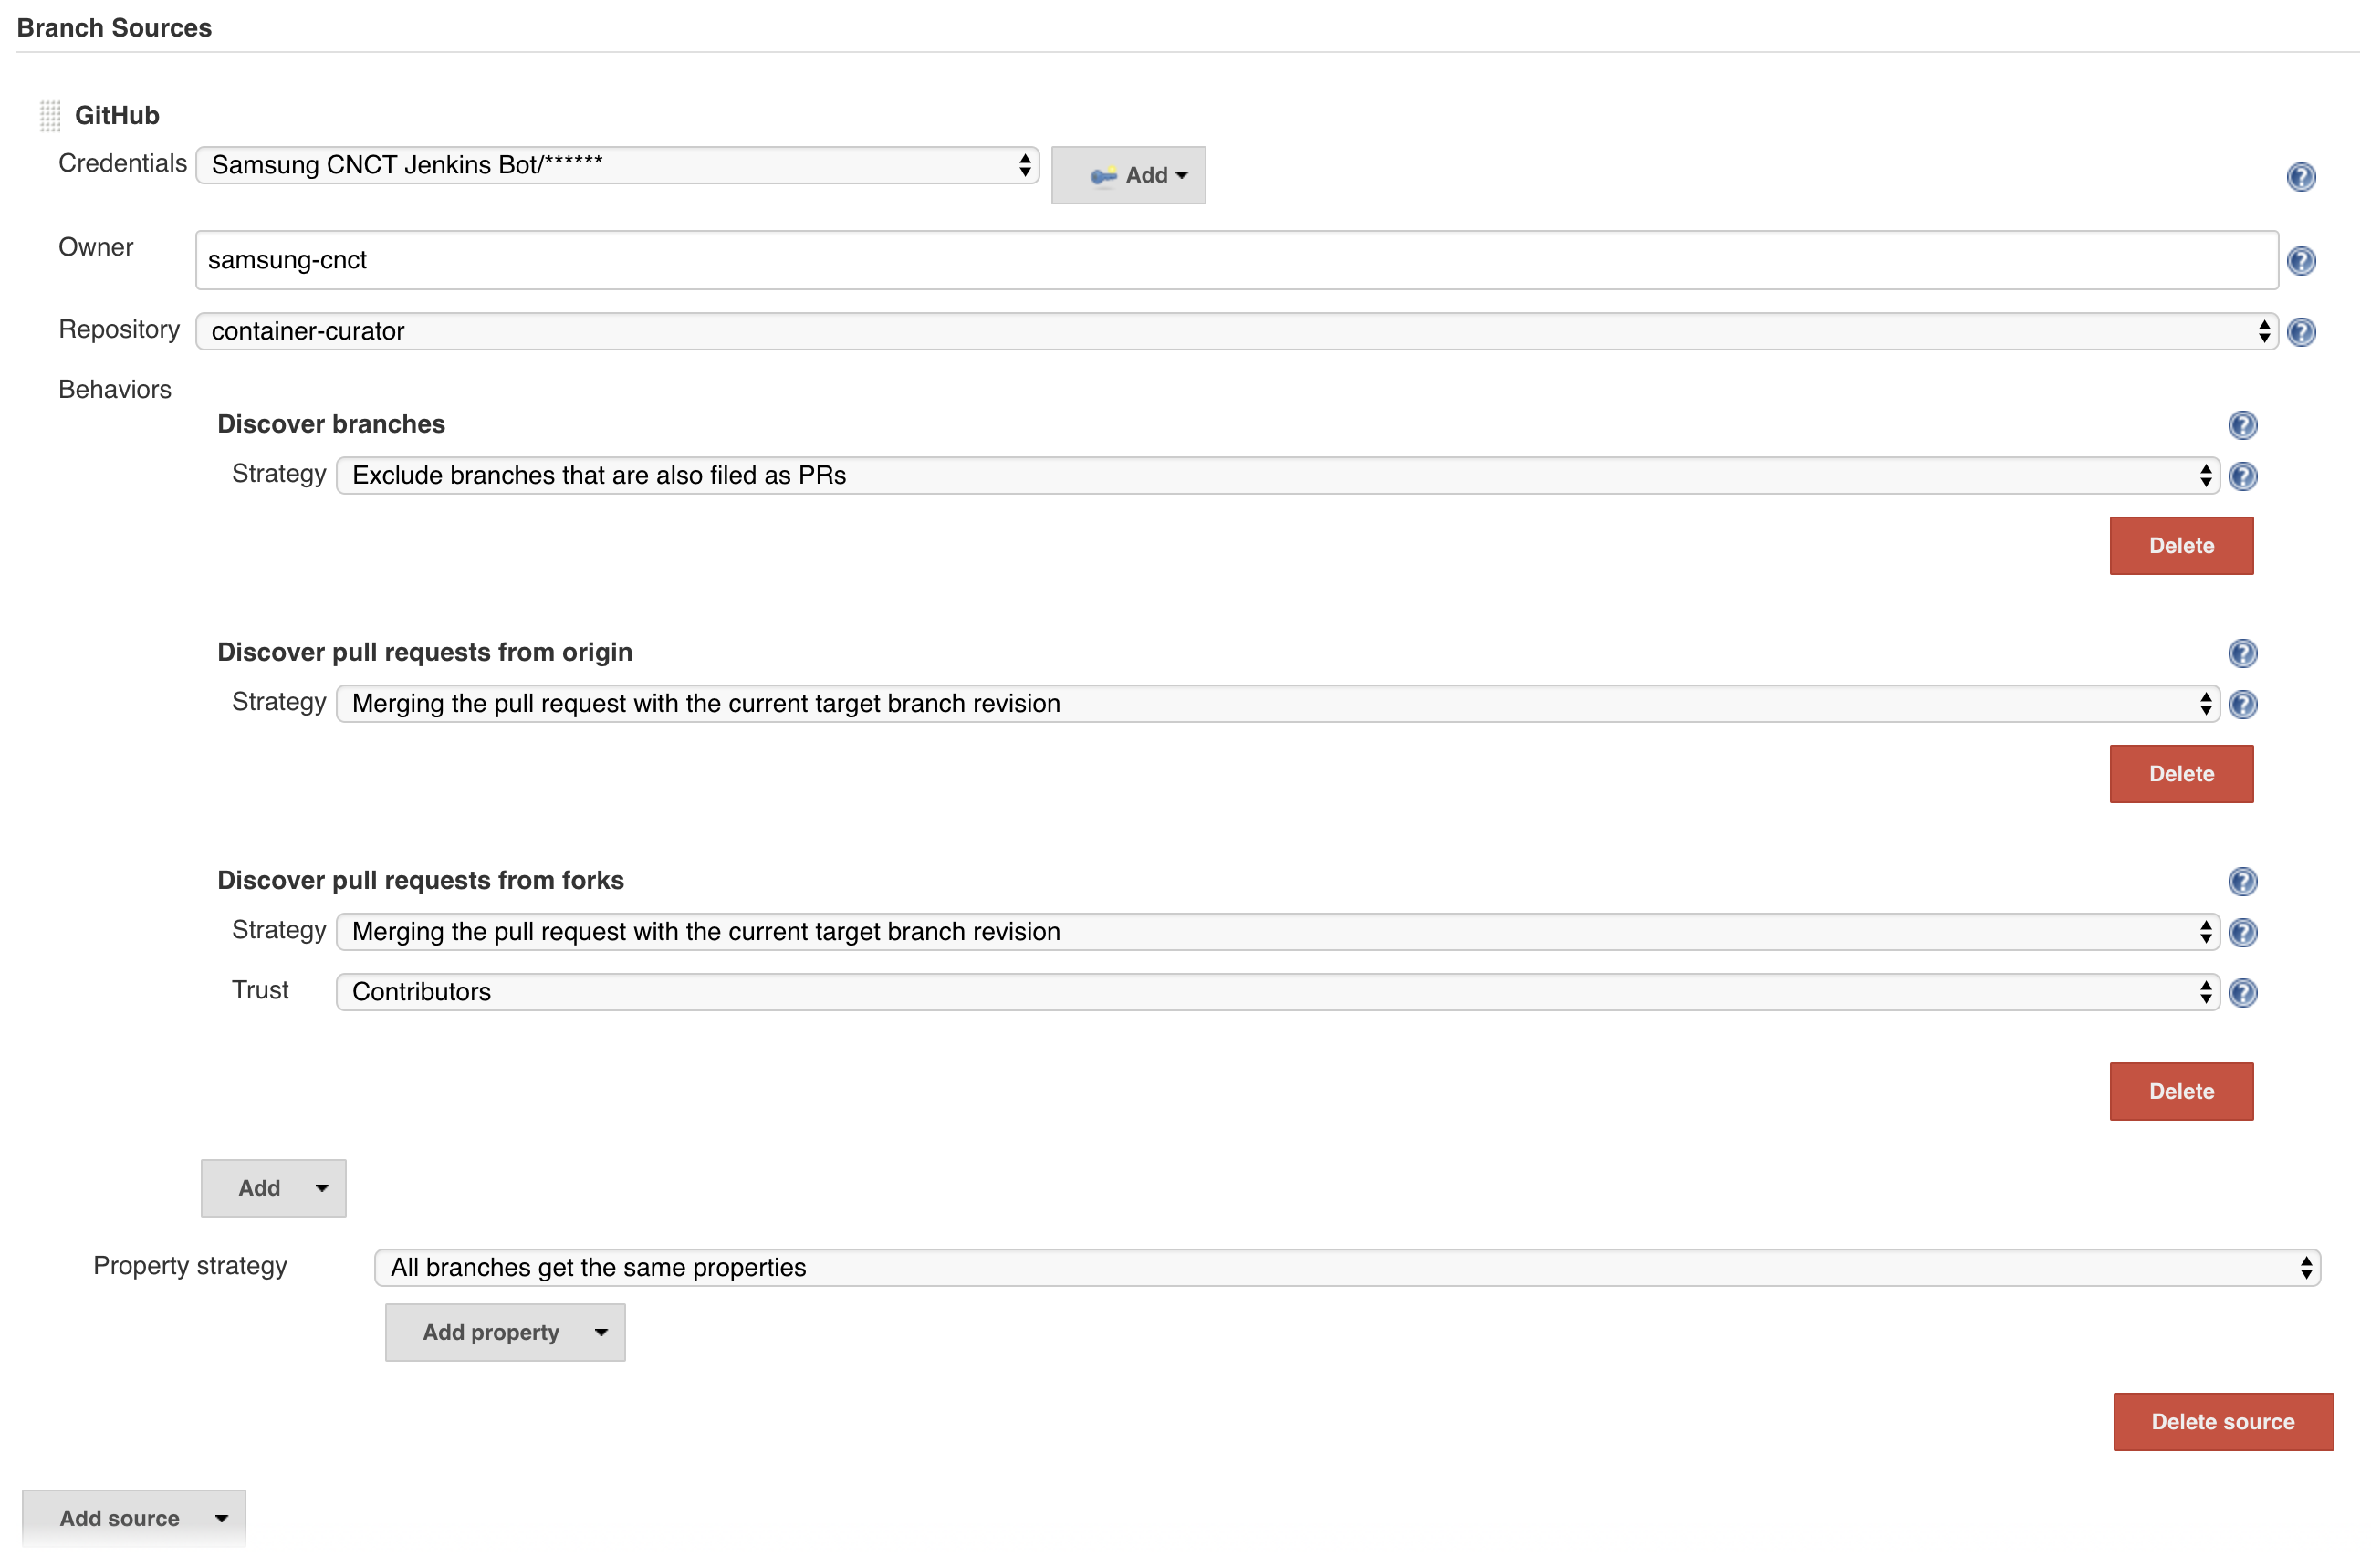 Branch Sources
GitHub
Credentials Samsung CNCT Jenkins Bot/****** Add
Owner samsung-cnct
Repository container-curator
Behaviors
Discover branches
Strategy Exclude branches that are also filed as PRs
Delete
Discover pull requests from origin
Strategy Merging the pull request with the current target branch revision
Delete
Discover pull requests from forks
Strategy Merging the pull request with the current target branch revision
Trust Contributors
Delete
Add
Property strategy All branches get the same properties
Add property
Delete source
Add source